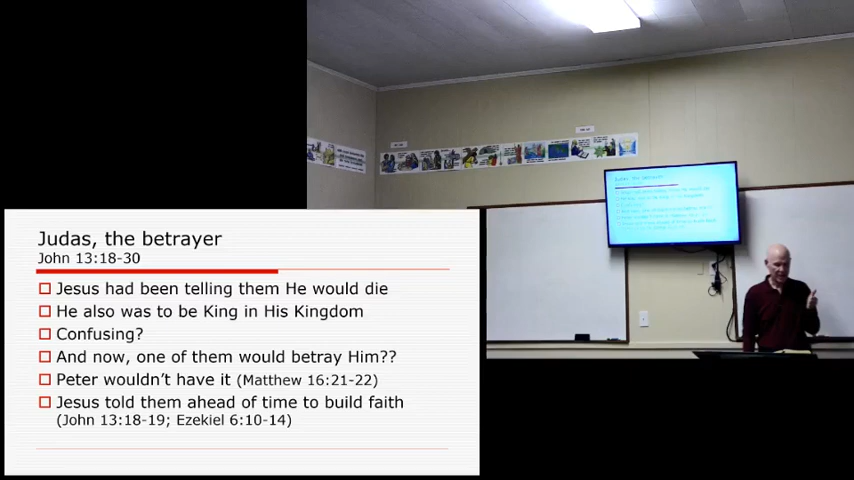 Judas, the betrayer
John 13:18-30
Jesus had been telling them He would die
He also was to be King in His Kingdom
Confusing?
And now, one of them would betray Him??
Peter wouldn't have it (Matthew 16:21-22)
Jesus told them ahead of time to build faith
(John 13:18-19; Ezekiel 6:10-14)
Judas, the betrayer